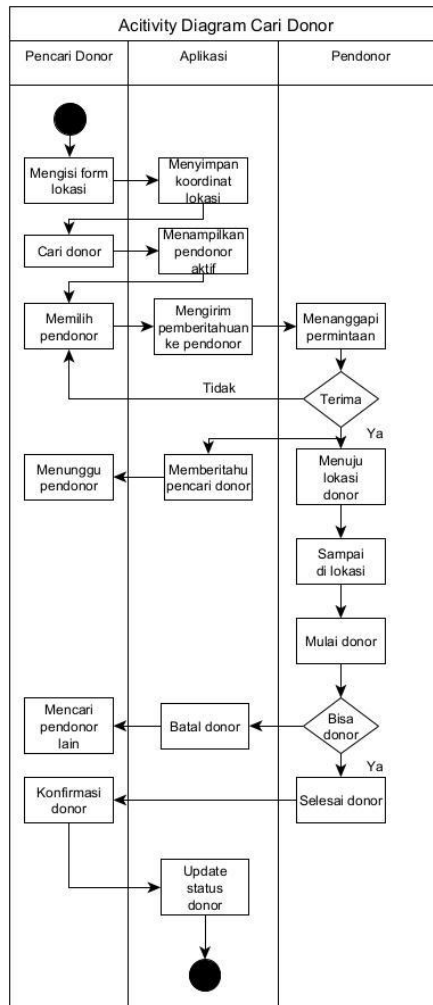 Acitivity Diagram Cari Donor
Pencari Donor
Aplikasi
Pendonor
Mengisi form
lokasi
Menyimpan
koordinat
lokasi
Cari donor
Menampilkan
pendonor
aktif
Memilih
pendonor
Mengirim
pemberitahuan
ke pendonor
Menanggapi
permintaan
Tidak
Terima
Ya
Menunggu
pendonor
Memberitahu
pencari donor
Menuju
lokasi
donor
Sampai
di lokasi
Mulai donor
Mencari
pendonor
lain
Batal donor
Bisa
donor
Ya
Konfirmasi
donor
Selesai donor
Update
status
donor